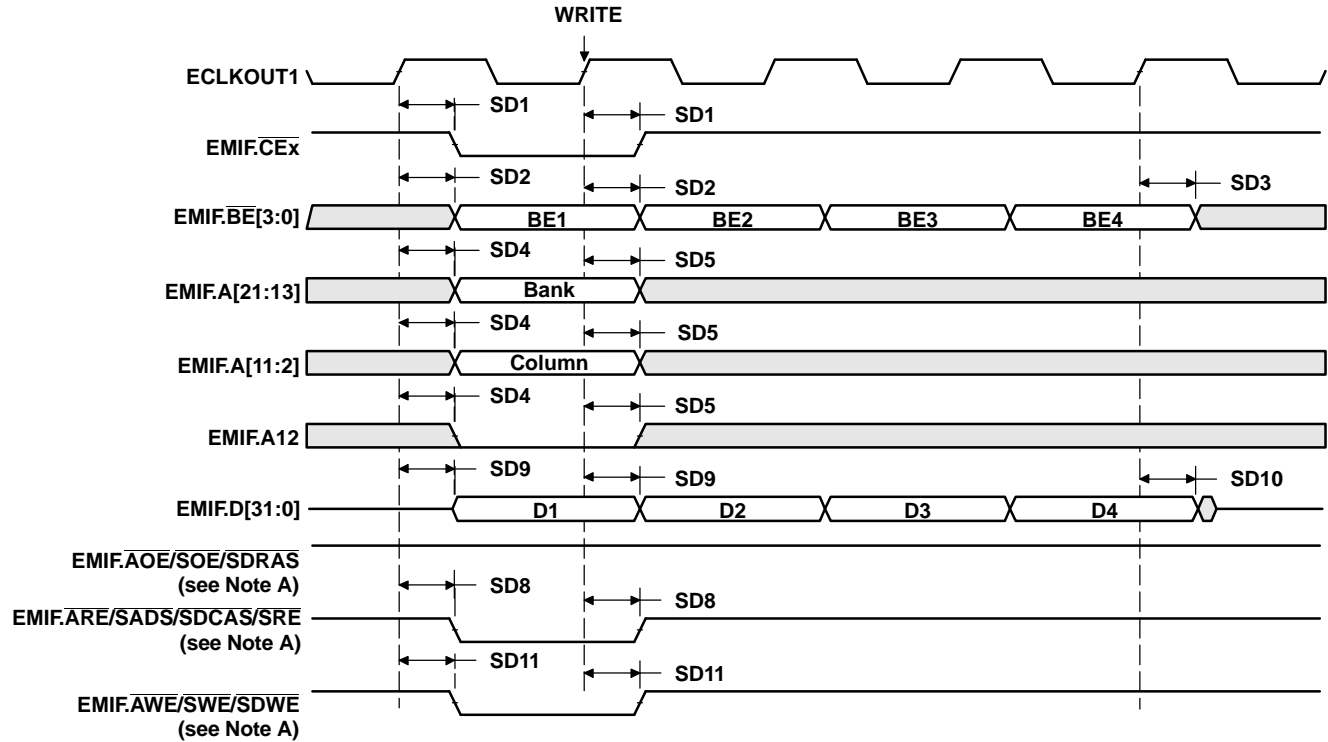 WRITE
ECLKOUT1
SD1
SD1
EMIF.CEx
SD2
SD2
SD3
EMIF.BE[3:0]
BE1
BE2
BE3
BE4
SD4
SD5
EMIF.A[21:13]
Bank
SD4
SD5
EMIF.A[11:2]
Column
SD4
SD5
EMIF.A12
SD9
SD9
SD10
EMIF.D[31:0]
D1
D2
D3
D4
EMIF.AOE/SOE/SDRAS
(see Note A)
SD8
SD8
EMIF.ARE/SADS/SDCAS/SRE
(see Note A)
SD11
SD11
EMIF.AWE/SWE/SDWE
(see Note A)